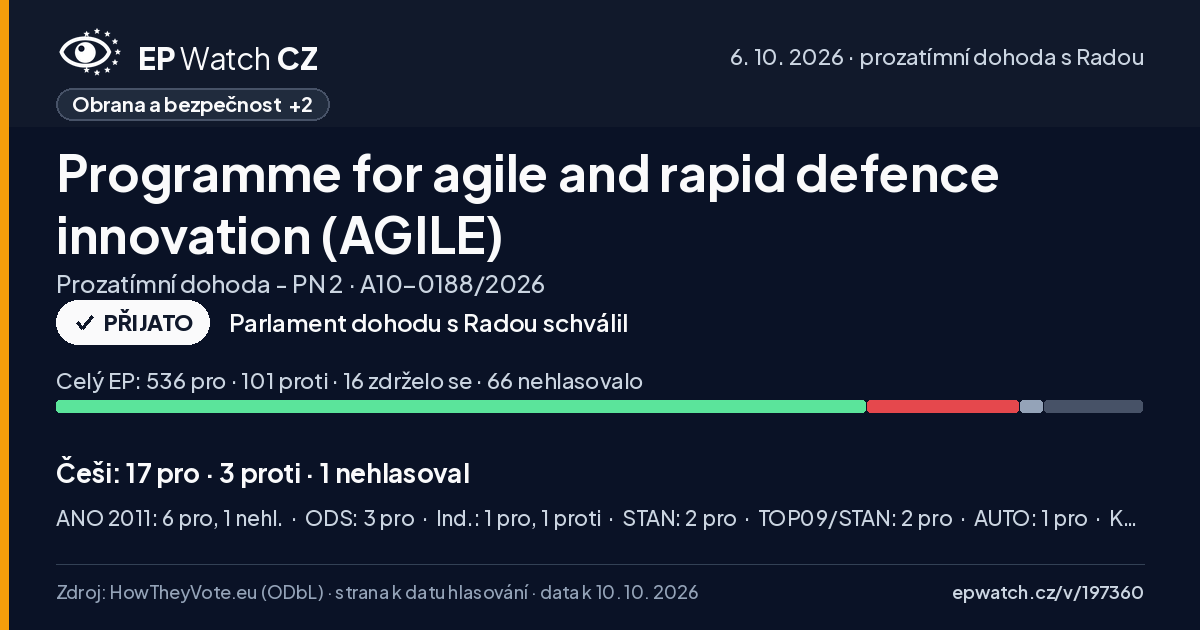 EP Watch CZ
6. 10. 2026 · prozatímní dohoda s Radou
Obrana a bezpečnost +2
Programme for agile and rapid defence
innovation (AGILE)
Prozatímní dohoda – PN 2 · A10–0188/2026
✓ PŘIJATO Parlament dohodu s Radou schválil
Celý EP: 536 pro · 101 proti · 16 zdrželo se · 66 nehlasovalo
Češi: 17 pro · 3 proti · 1 nehlasoval
ANO 2011: 6 pro, 1 nehl. · ODS: 3 pro · Ind.: 1 pro, 1 proti · STAN: 2 pro · TOP09/STAN: 2 pro · AUTO: 1 pro · K…
Zdroj: HowTheyVote.eu (ODbL) · strana k datu hlasování · data k 10. 10. 2026
epwatch.cz/v/197360